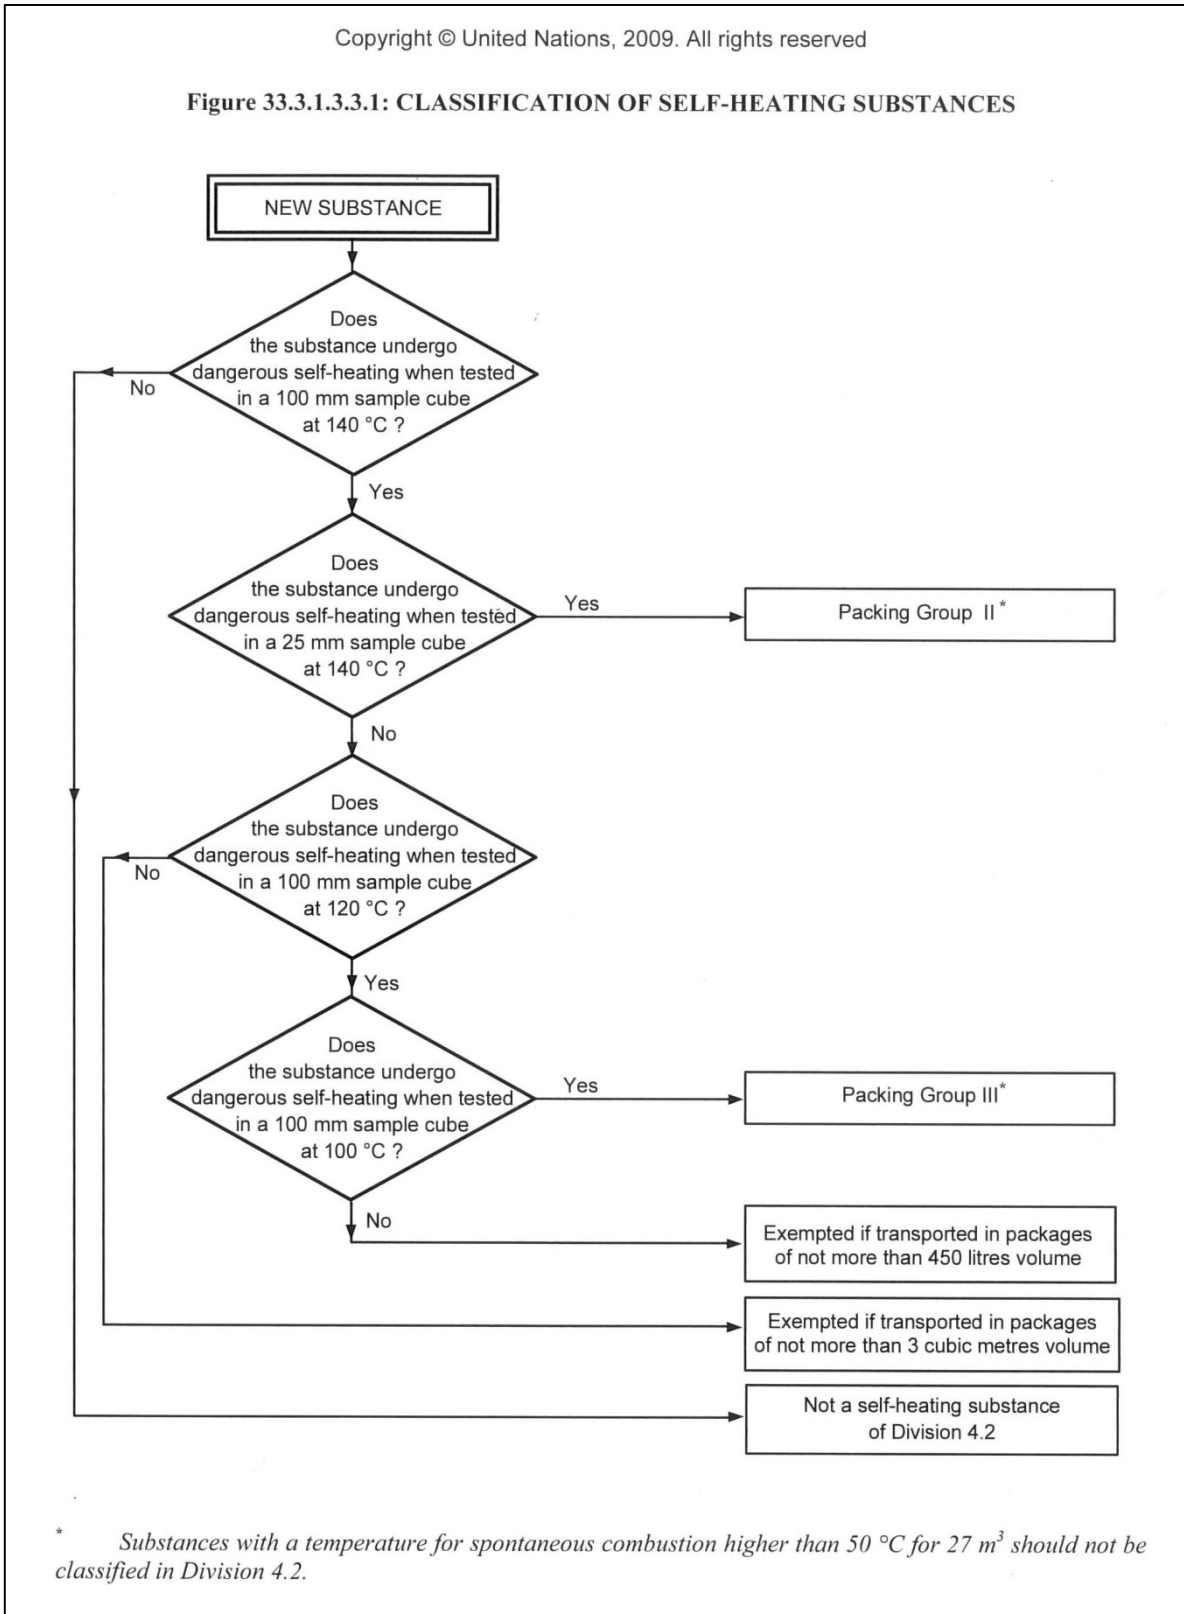 Copyright © United Nations, 2009. All rights reserved
Figure 33.3.1.3.3.1: CLASSIFICATION OF SELF-HEATING SUBSTANCES
NEW SUBSTANCE
Does
the substance undergo
dangerous self-heating when tested
in a 100 mm sample cube
at 140 °C ?
No
Yes
Does
the substance undergo
dangerous self-heating when tested
in a 25 mm sample cube
at 140 °C ?
Yes
Packing Group II*
No
Does
the substance undergo
dangerous self-heating when tested
in a 100 mm sample cube
at 120 °C ?
No
Yes
Does
the substance undergo
dangerous self-heating when tested
in a 100 mm sample cube
at 100 °C ?
Yes
Packing Group III*
No
Exempted if transported in packages
of not more than 450 litres volume
Exempted if transported in packages
of not more than 3 cubic metres volume
Not a self-heating substance
of Division 4.2
* Substances with a temperature for spontaneous combustion higher than 50 °C for 27 m³ should not be
classified in Division 4.2.